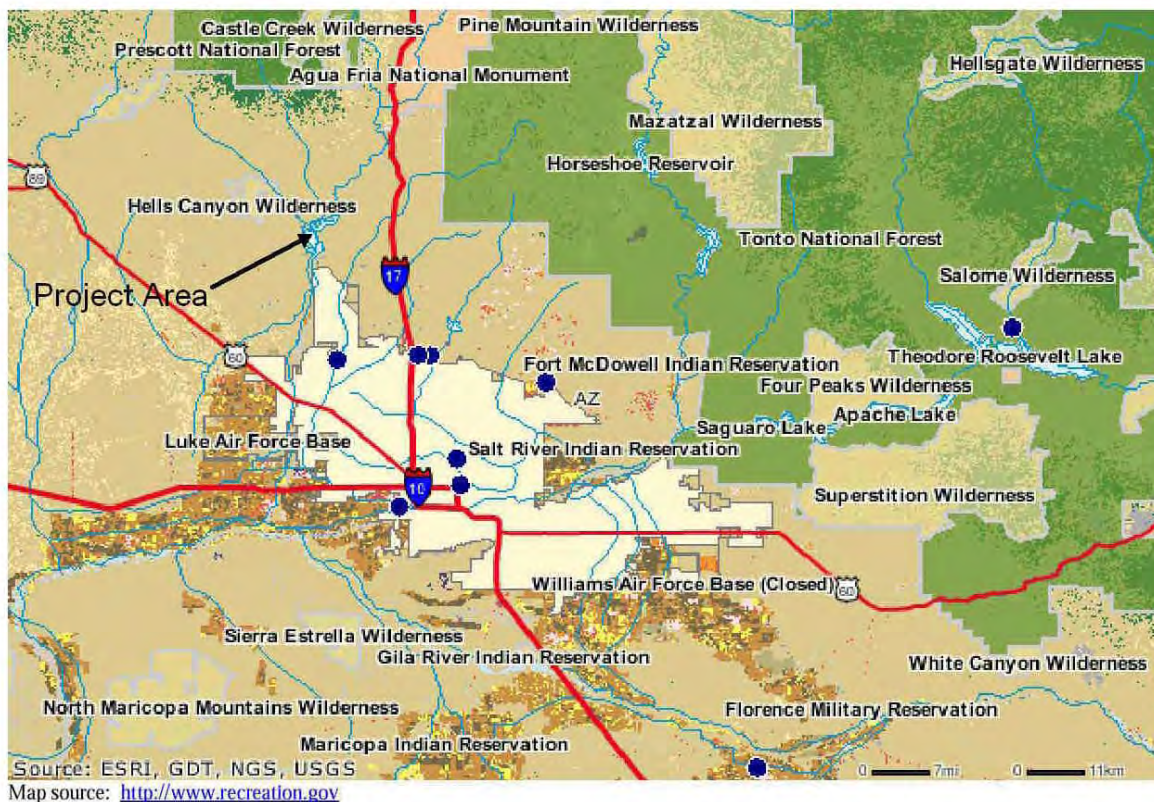 Castle Creek Wilderness
Pine Mountain Wilderness
Prescott National Forest
Hellsgate Wilderness
Agua Fria National Monument
Mazatzal Wilderness
Horseshoe Reservoir
89
Hells Canyon Wilderness
Tonto National Forest
17
Salome Wilderness
Project Area
60
Theodore Roosevelt Lake
Fort McDowell Indian Reservation
Four Peaks Wilderness
AZ
Apache Lake
Saguaro Lake
Luke Air Force Base
Salt River Indian Reservation
10
Superstition Wilderness
Williams Air Force Base (Closed)
60
Sierra Estrella Wilderness
Gila River Indian Reservation
White Canyon Wilderness
North Maricopa Mountains Wilderness
Florence Military Reservation
Maricopa Indian Reservation
Source: ESRI, GDT, NGS, USGS
0 7mi 0 11km
Map source: http://www.recreation.gov